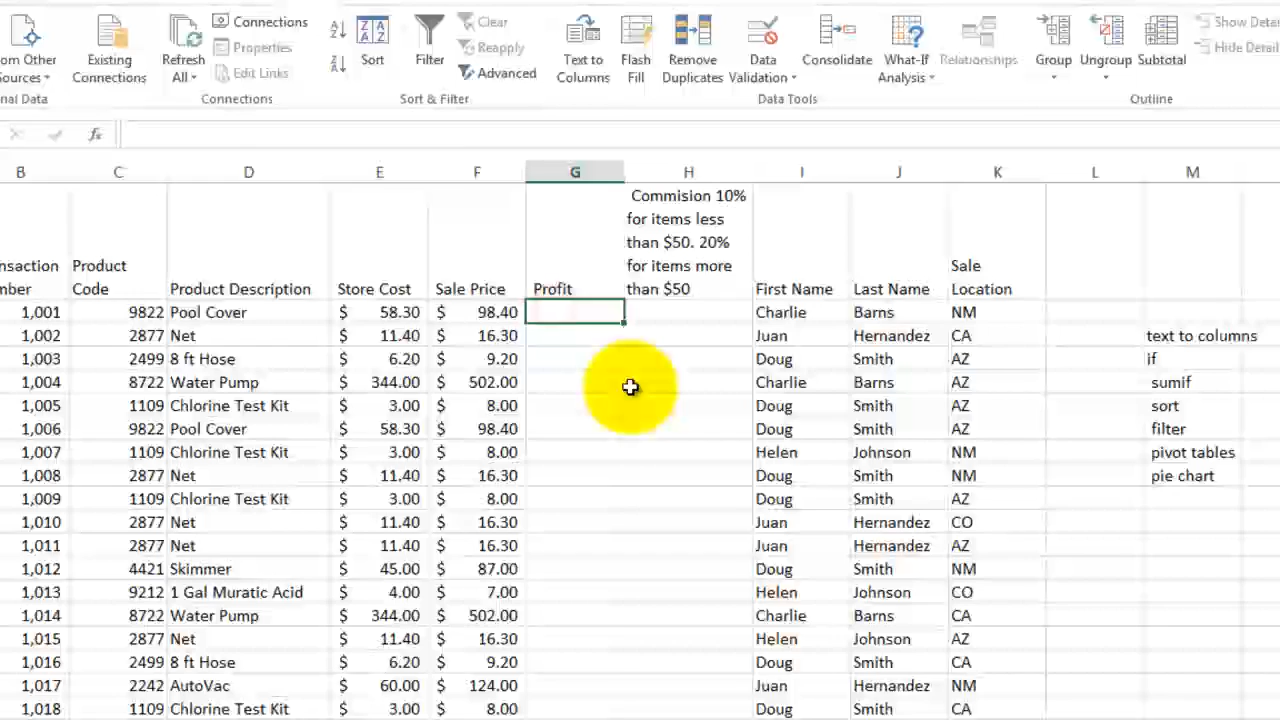 om Other Sources
Existing Connections
Refresh All
Connections
Properties
Edit Links
Sort
Filter
Clear
Reapply
Advanced
Text to Columns
Flash Fill
Remove Duplicates
Data Validation
Consolidate
What-If Analysis
Relationships
Group
Ungroup
Subtotal
Show Deta
Hide Detail
nal Data
Connections
Sort & Filter
Data Tools
Outline
fx
B C D E F G H I J K L M
nsaction mber
Product Code
Product Description
Store Cost
Sale Price
Profit
Commision 10%
for items less
than $50. 20%
for items more
than $50
First Name
Last Name
Sale Location
1,001 9822 Pool Cover $ 58.30 $ 98.40 Charlie Barns NM
1,002 2877 Net $ 11.40 $ 16.30 Juan Hernandez CA text to columns
1,003 2499 8 ft Hose $ 6.20 $ 9.20 Doug Smith AZ if
1,004 8722 Water Pump $ 344.00 $ 502.00 Charlie Barns AZ sumif
1,005 1109 Chlorine Test Kit $ 3.00 $ 8.00 Doug Smith AZ sort
1,006 9822 Pool Cover $ 58.30 $ 98.40 Doug Smith AZ filter
1,007 1109 Chlorine Test Kit $ 3.00 $ 8.00 Helen Johnson NM pivot tables
1,008 2877 Net $ 11.40 $ 16.30 Doug Smith NM pie chart
1,009 1109 Chlorine Test Kit $ 3.00 $ 8.00 Doug Smith AZ
1,010 2877 Net $ 11.40 $ 16.30 Juan Hernandez CO
1,011 2877 Net $ 11.40 $ 16.30 Juan Hernandez AZ
1,012 4421 Skimmer $ 45.00 $ 87.00 Doug Smith NM
1,013 9212 1 Gal Muratic Acid $ 4.00 $ 7.00 Helen Johnson CO
1,014 8722 Water Pump $ 344.00 $ 502.00 Charlie Barns CA
1,015 2877 Net $ 11.40 $ 16.30 Helen Johnson AZ
1,016 2499 8 ft Hose $ 6.20 $ 9.20 Doug Smith CA
1,017 2242 AutoVac $ 60.00 $ 124.00 Juan Hernandez NM
1,018 1109 Chlorine Test Kit $ 3.00 $ 8.00 Doug Smith CA